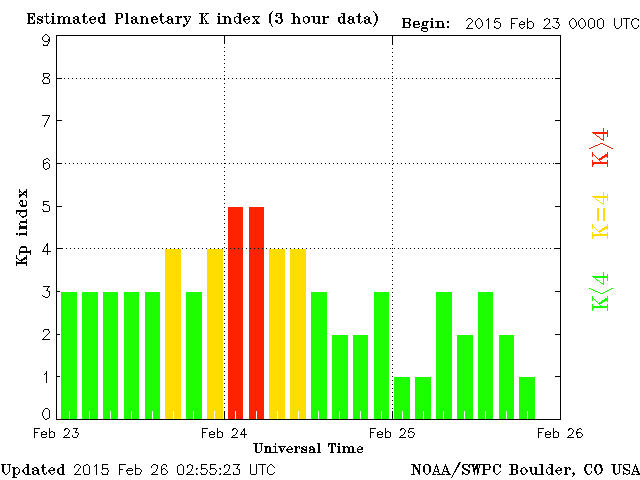 Estimated Planetary K index (3 hour data) Begin: 2015 Feb 23 0000 UTC
9
8
7
6
5
4
3
2
1
0
Kp index
K>4
K=4
K<4
Feb 23 Feb 24 Feb 25 Feb 26
Universal Time
Updated 2015 Feb 26 02:55:23 UTC NOAA/SWPC Boulder, CO USA